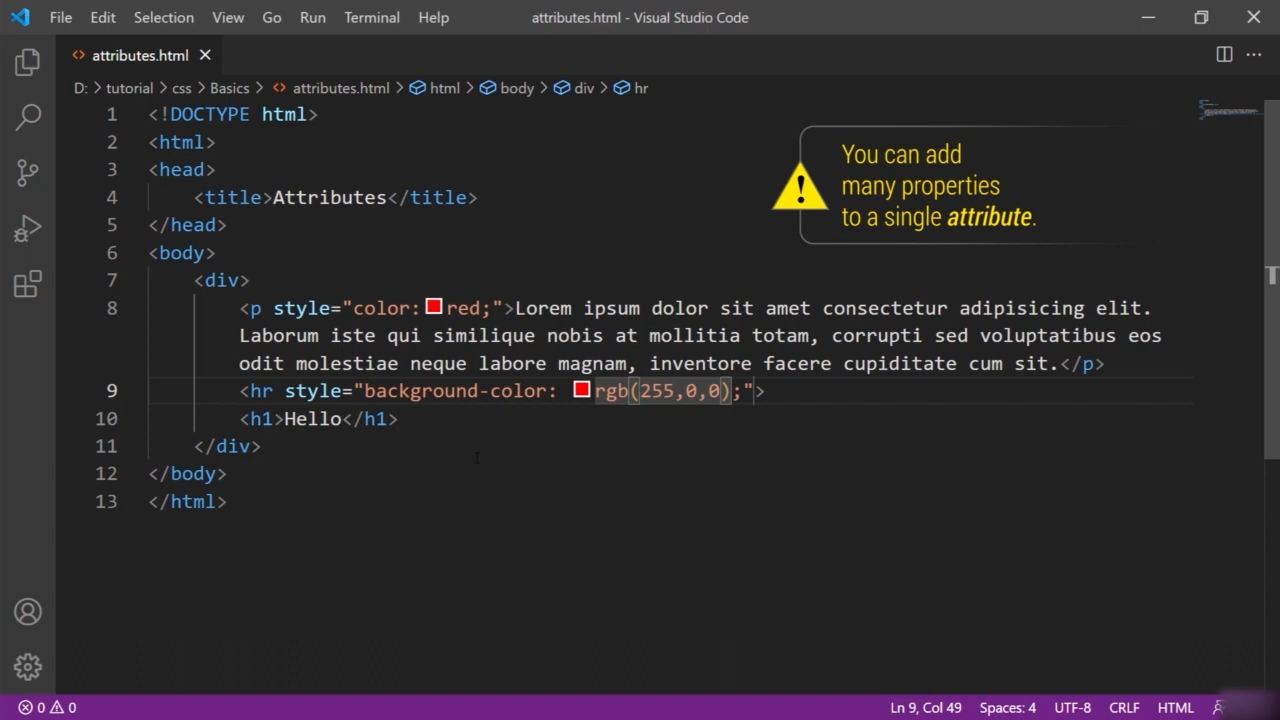 File Edit Selection View Go Run Terminal Help attributes.html - Visual Studio Code
attributes.html
D: > tutorial > css > Basics > attributes.html > html > body > div > hr
1 <!DOCTYPE html>
2 <html>
3 <head>
4 <title>Attributes</title>
5 </head>
6 <body>
7 <div>
8 <p style="color:red;">Lorem ipsum dolor sit amet consectetur adipisicing elit.
Laborum iste qui similique nobis at mollitia totam, corrupti sed voluptatibus eos
odit molestiae neque labore magnam, inventore facere cupiditate cum sit.</p>
9 <hr style="background-color: rgb(255,0,0);">
10 <h1>Hello</h1>
11 </div>
12 </body>
13 </html>
You can add
many properties
to a single attribute.
0 0 Ln 9, Col 49 Spaces: 4 UTF-8 CRLF HTML